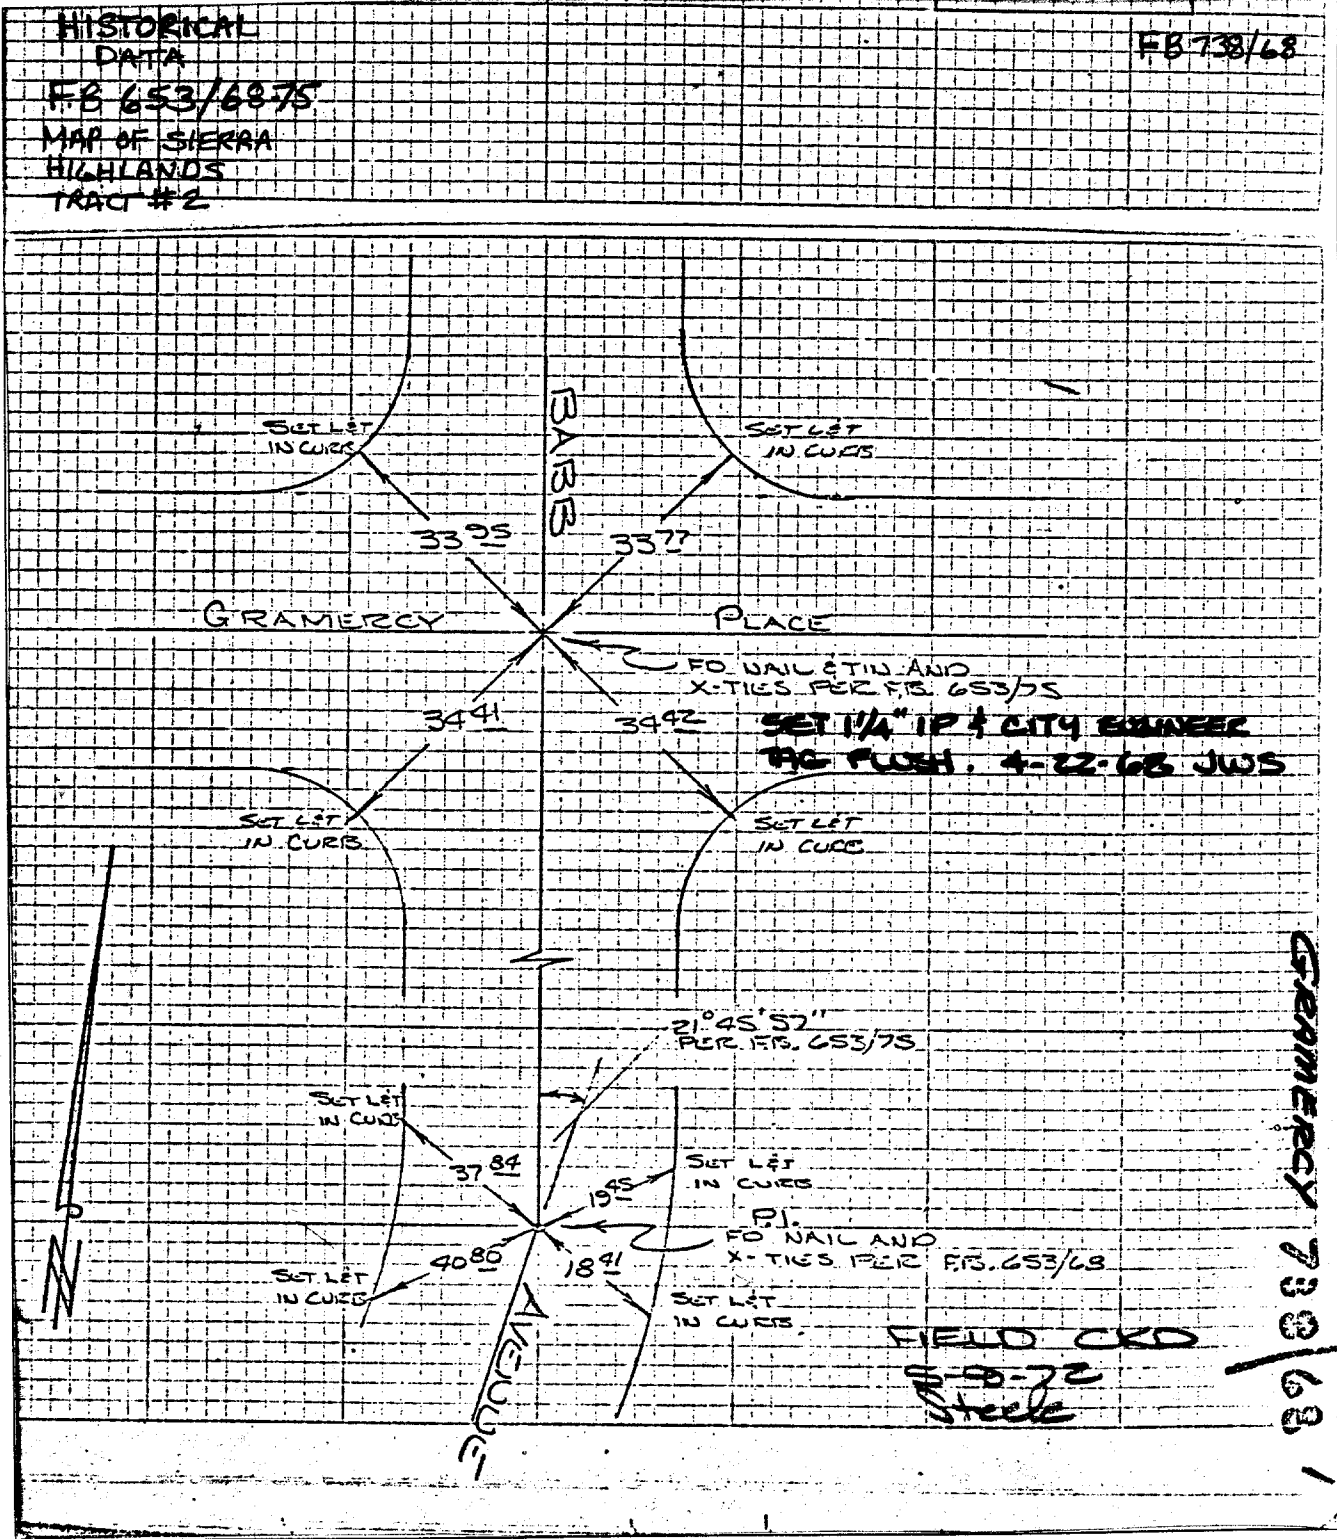 HISTORICAL
DATA
F.B 653/68-75
MAP OF SIERRA
HIGHLANDS
TRACT #2
FB 738/68
SET L&T
IN CURB
SET L&T
IN CURB
BABB
33 95
33 77
GRAMERCY PLACE
FD. NAIL & TIN AND
X-TIES PER F.B. 653/75
34 41
34 42
SET 1 1/4" IP & CITY ENGINEER
TAG FLUSH. 4-22-68 JWS
SET L&T
IN CURB
SET L&T
IN CURB
21° 45' 57"
PER F.B. 653/75
SET L&T
IN CURB
37 84
19 45
SET L&T
IN CURB
P.I.
FD NAIL AND
X-TIES PER F.B. 653/68
40 80
18 41
SET L&T
IN CURB
SET L&T
IN CURB
AVENUE
N
FIELD CKD
Steele
GRAMERCY 738/68 1